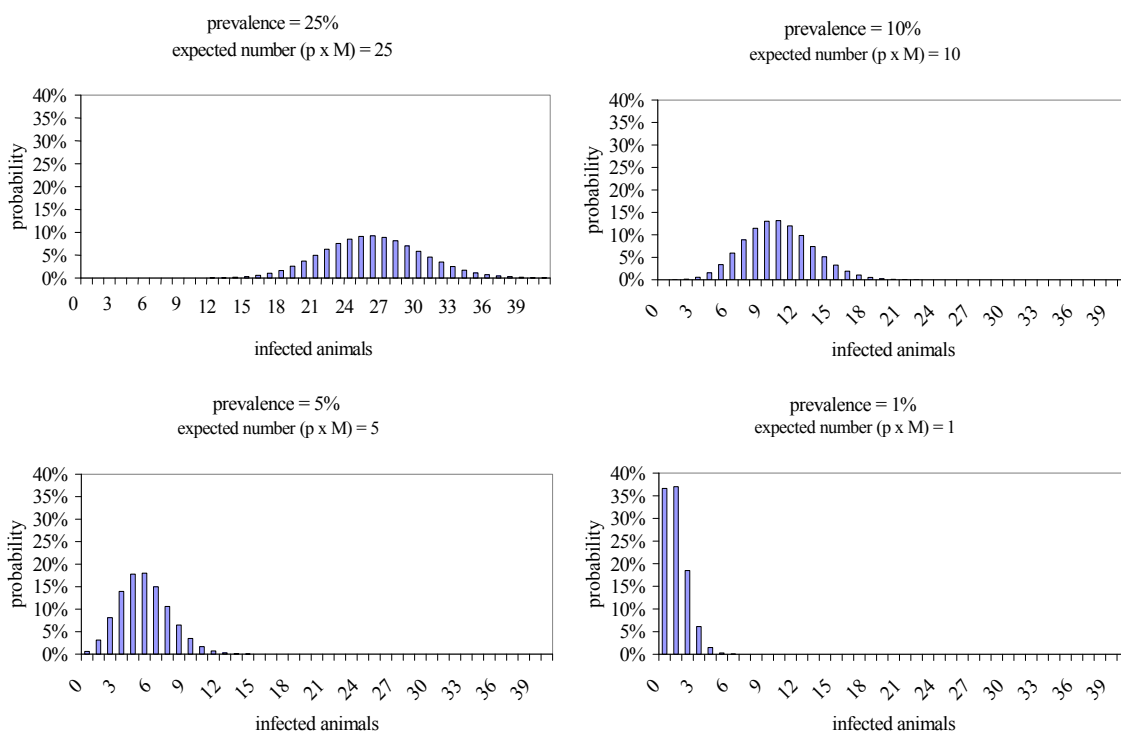 prevalence = 25%
expected number (p x M) = 25
40%
35%
30%
25%
20%
15%
10%
5%
0%
probability
0 3 6 9 12 15 18 21 24 27 30 33 36 39
infected animals
prevalence = 10%
expected number (p x M) = 10
40%
35%
30%
25%
20%
15%
10%
5%
0%
probability
0 3 6 9 12 15 18 21 24 27 30 33 36 39
infected animals
prevalence = 5%
expected number (p x M) = 5
40%
35%
30%
25%
20%
15%
10%
5%
0%
probability
0 3 6 9 12 15 18 21 24 27 30 33 36 39
infected animals
prevalence = 1%
expected number (p x M) = 1
40%
35%
30%
25%
20%
15%
10%
5%
0%
probability
0 3 6 9 12 15 18 21 24 27 30 33 36 39
infected animals